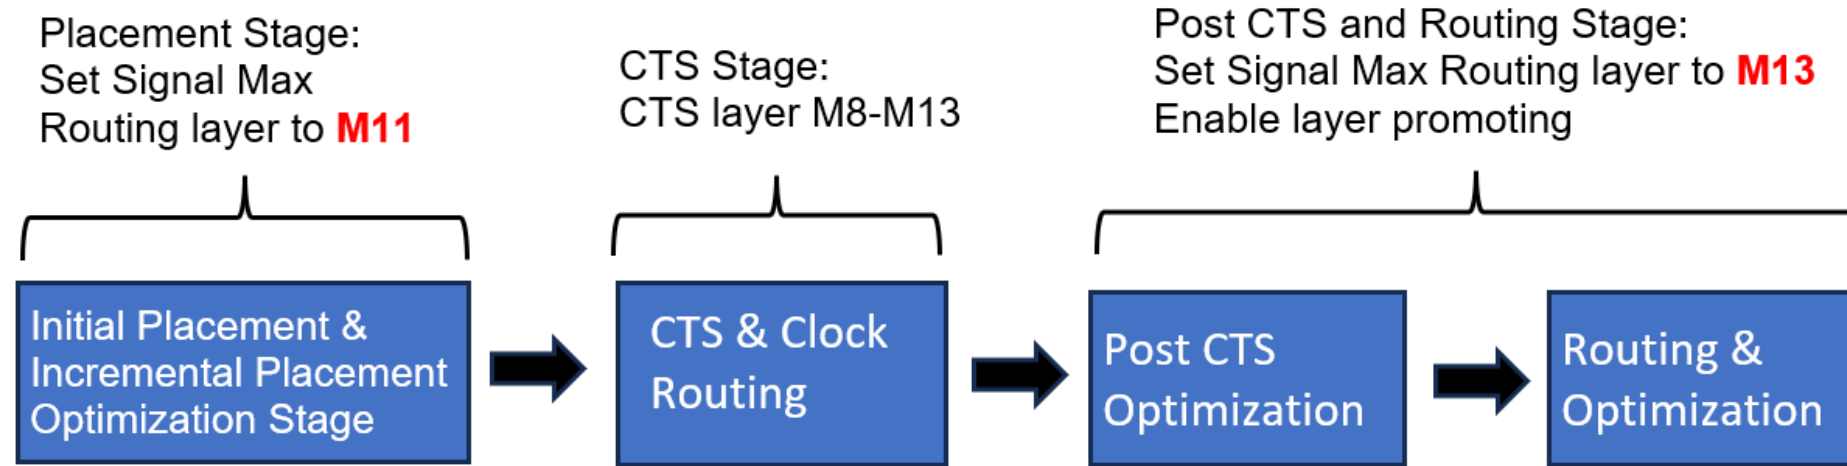 Placement Stage:
Set Signal Max
Routing layer to M11
CTS Stage:
CTS layer M8-M13
Post CTS and Routing Stage:
Set Signal Max Routing layer to M13
Enable layer promoting
Initial Placement &
Incremental Placement
Optimization Stage
CTS & Clock
Routing
Post CTS
Optimization
Routing &
Optimization